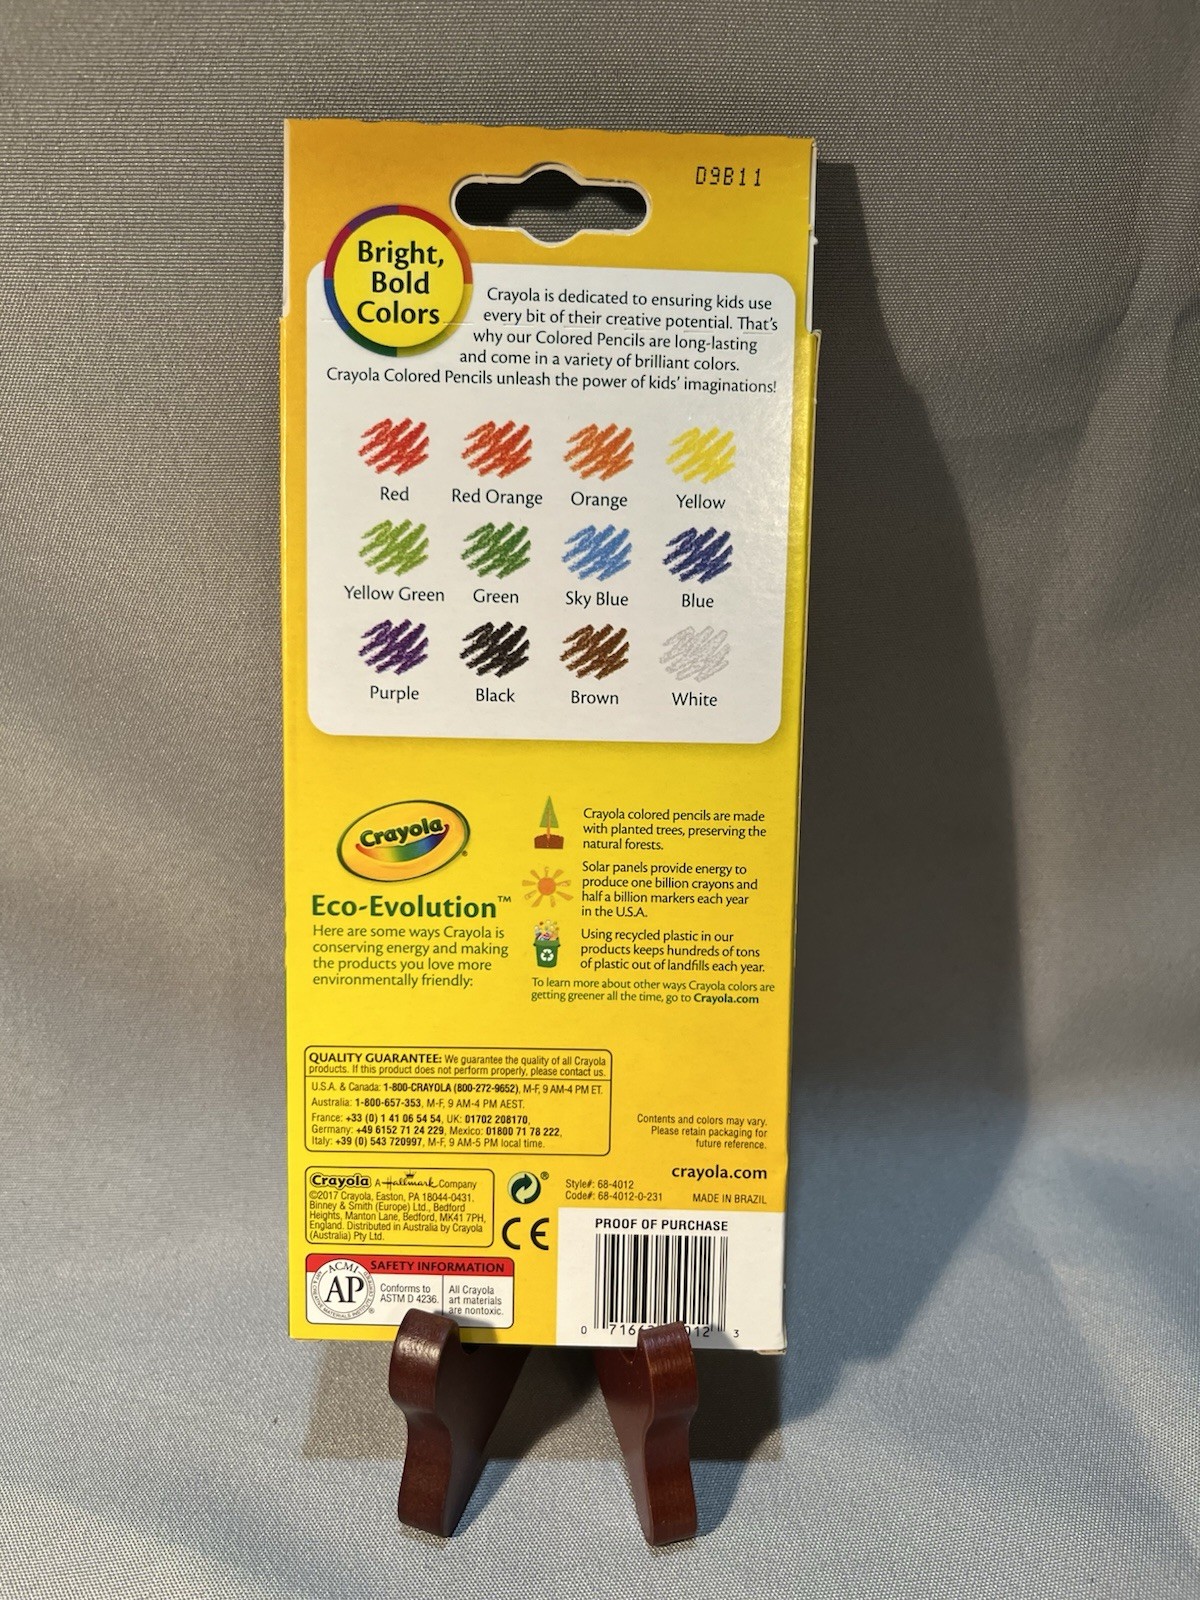 D9B11
Bright,
Bold
Colors
Crayola is dedicated to ensuring kids use
every bit of their creative potential. That's
why our Colored Pencils are long-lasting
and come in a variety of brilliant colors.
Crayola Colored Pencils unleash the power of kids' imaginations!
Red Red Orange Orange Yellow
Yellow Green Green Sky Blue Blue
Purple Black Brown White
Crayola®
Eco-Evolution™
Here are some ways Crayola is
conserving energy and making
the products you love more
environmentally friendly:
Crayola colored pencils are made
with planted trees, preserving the
natural forests.
Solar panels provide energy to
produce one billion crayons and
half a billion markers each year
in the U.S.A.
Using recycled plastic in our
products keeps hundreds of tons
of plastic out of landfills each year.
To learn more about other ways Crayola colors are
getting greener all the time, go to Crayola.com
QUALITY GUARANTEE: We guarantee the quality of all Crayola
products. If this product does not perform properly, please contact us.
U.S.A. & Canada: 1-800-CRAYOLA (800-272-9652), M-F, 9 AM-4 PM ET.
Australia: 1-800-657-353, M-F, 9 AM-4 PM AEST.
France: +33 (0) 1 41 06 54 54, UK: 01702 208170,
Germany: +49 6152 71 24 229, Mexico: 01800 71 78 222,
Italy: +39 (0) 543 720997, M-F, 9 AM-5 PM local time.
Contents and colors may vary.
Please retain packaging for
future reference.
crayola.com
Crayola A Hallmark Company
©2017 Crayola, Easton, PA 18044-0431.
Binney & Smith (Europe) Ltd., Bedford
Heights, Manton Lane, Bedford, MK41 7PH,
England. Distributed in Australia by Crayola
(Australia) Pty Ltd.
®
CE
Style#: 68-4012
Code#: 68-4012-0-231
MADE IN BRAZIL
PROOF OF PURCHASE
0 716 012 3
SAFETY INFORMATION
ACMI
AP
®
Conforms to
ASTM D 4236.
All Crayola
art materials
are nontoxic.